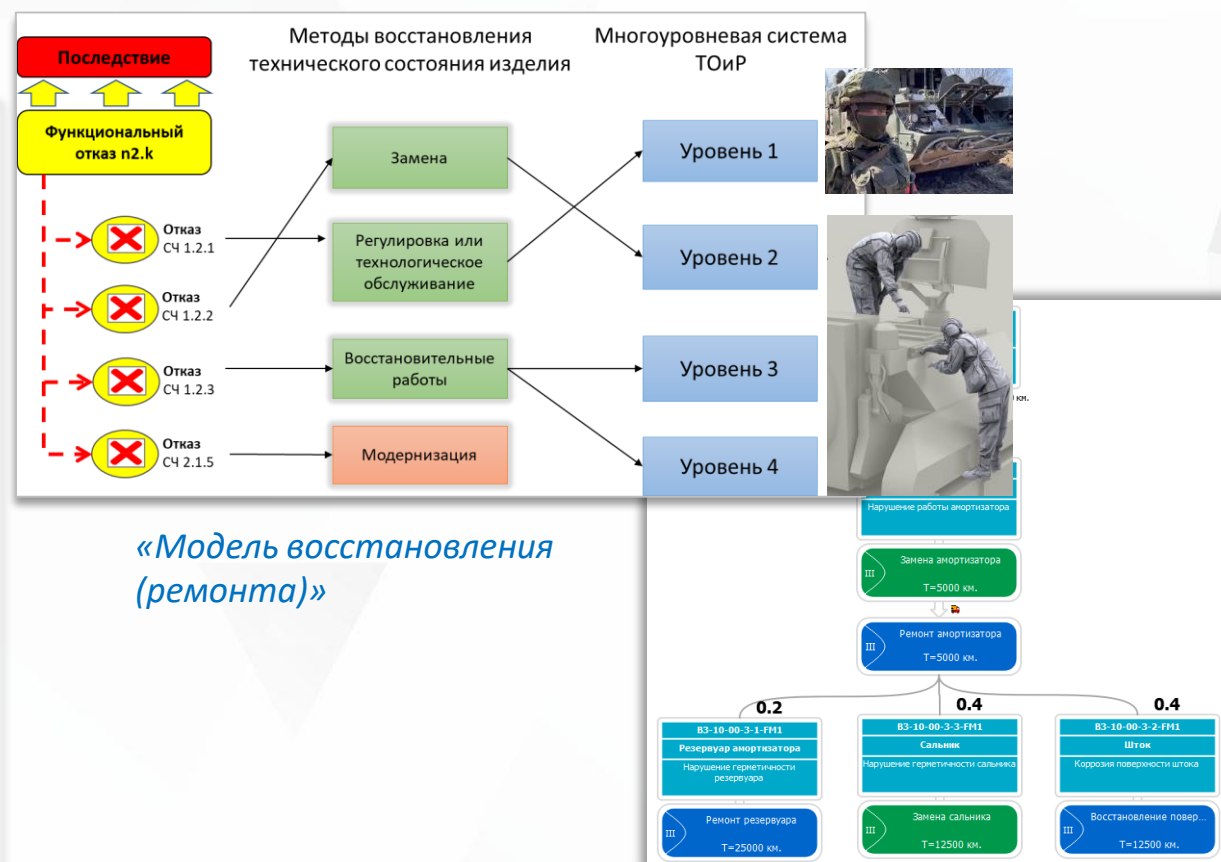 Последствие
Функциональный
отказ n2.k
Отказ
СЧ 1.2.1
Отказ
СЧ 1.2.2
Отказ
СЧ 1.2.3
Отказ
СЧ 2.1.5
Методы восстановления
технического состояния изделия
Замена
Регулировка или
технологическое
обслуживание
Восстановительные
работы
Модернизация
Многоуровневая система
ТОиР
Уровень 1
Уровень 2
Уровень 3
Уровень 4
«Модель восстановления
(ремонта)»
км.
Нарушение работы амортизатора
III
Замена амортизатора
T=5000 км.
III
Ремонт амортизатора
T=5000 км.
0.2
0.4
0.4
B3-10-00-3-1-FM1
Резервуар амортизатора
Нарушение герметичности
резервуара
III
Ремонт резервуара
T=25000 км.
B3-10-00-3-3-FM1
Сальник
Нарушение герметичности сальника
III
Замена сальника
T=12500 км.
B3-10-00-3-2-FM1
Шток
Коррозия поверхности штока
III
Восстановление повер...
T=12500 км.